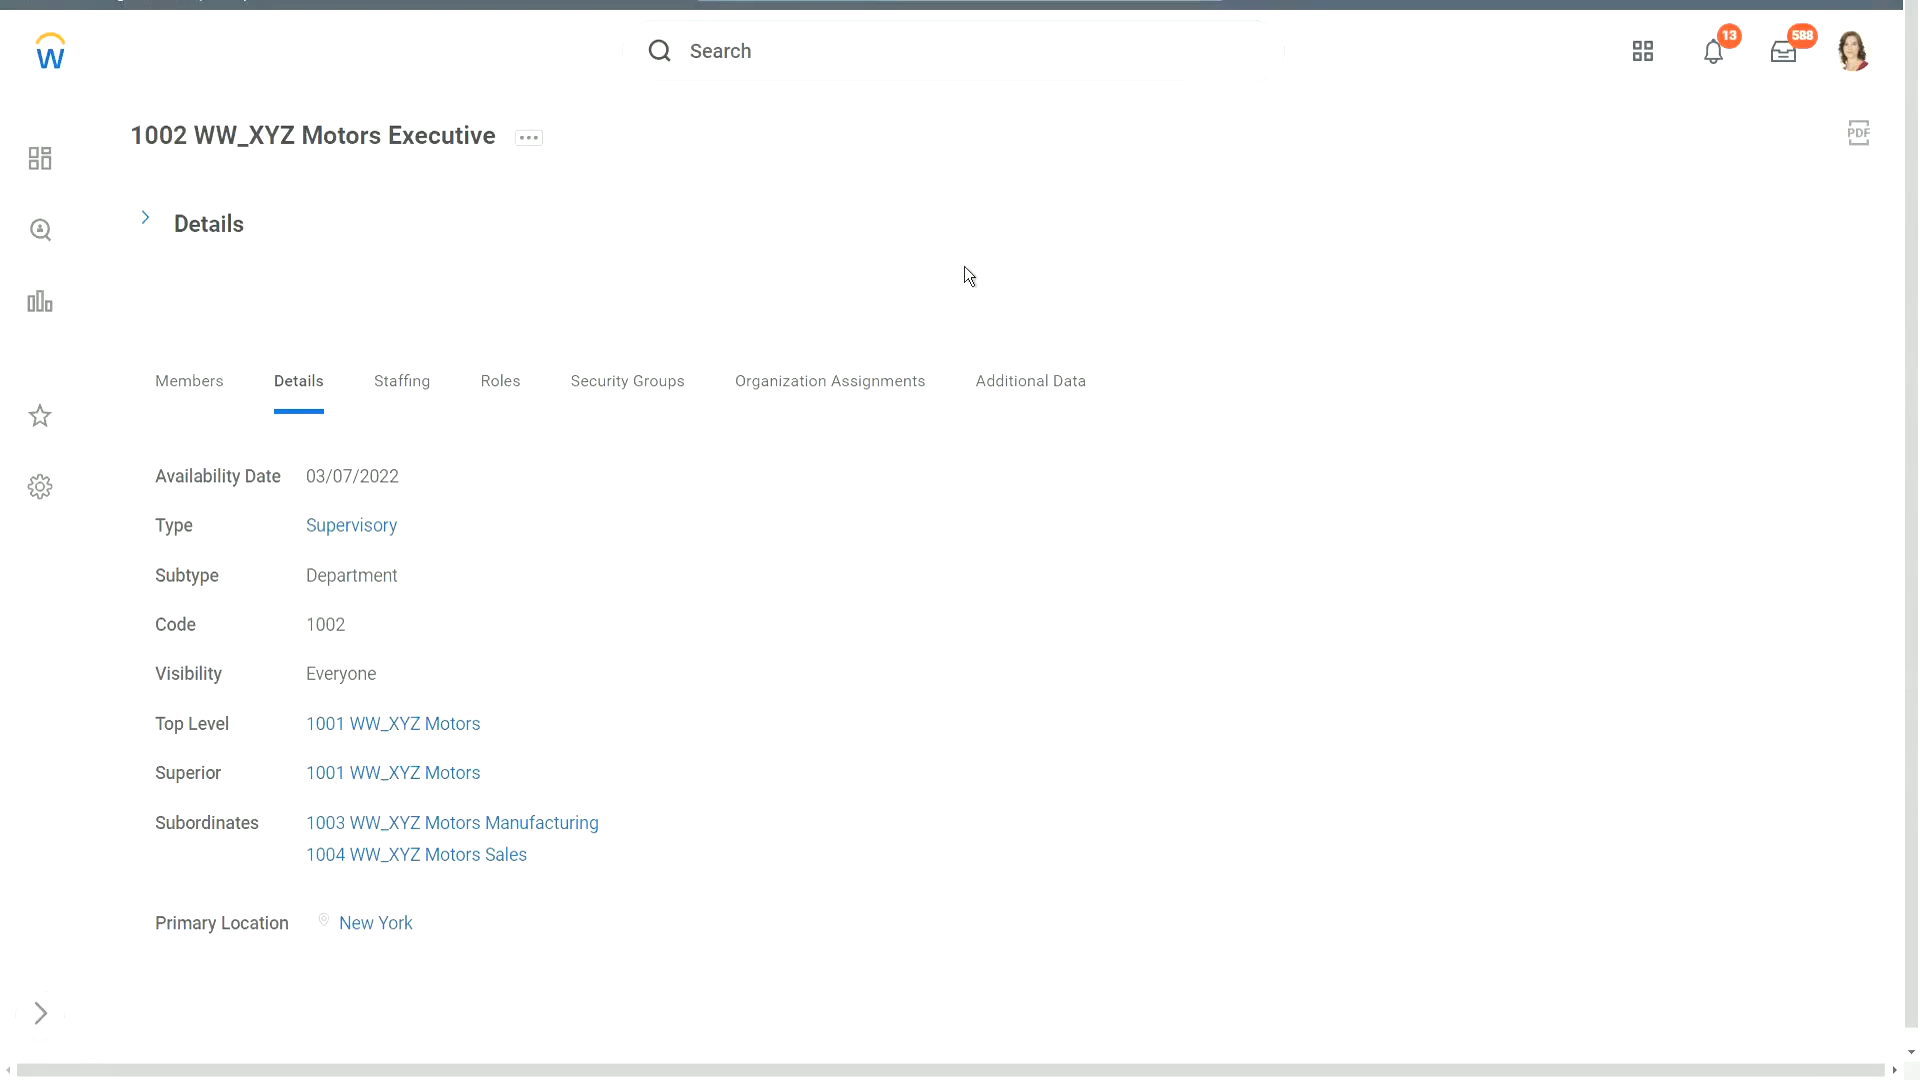 W
Search
13
588
1002 WW_XYZ Motors Executive
PDF
Details
Members Details Staffing Roles Security Groups Organization Assignments Additional Data
Availability Date 03/07/2022
Type Supervisory
Subtype Department
Code 1002
Visibility Everyone
Top Level 1001 WW_XYZ Motors
Superior 1001 WW_XYZ Motors
Subordinates 1003 WW_XYZ Motors Manufacturing
1004 WW_XYZ Motors Sales
Primary Location New York